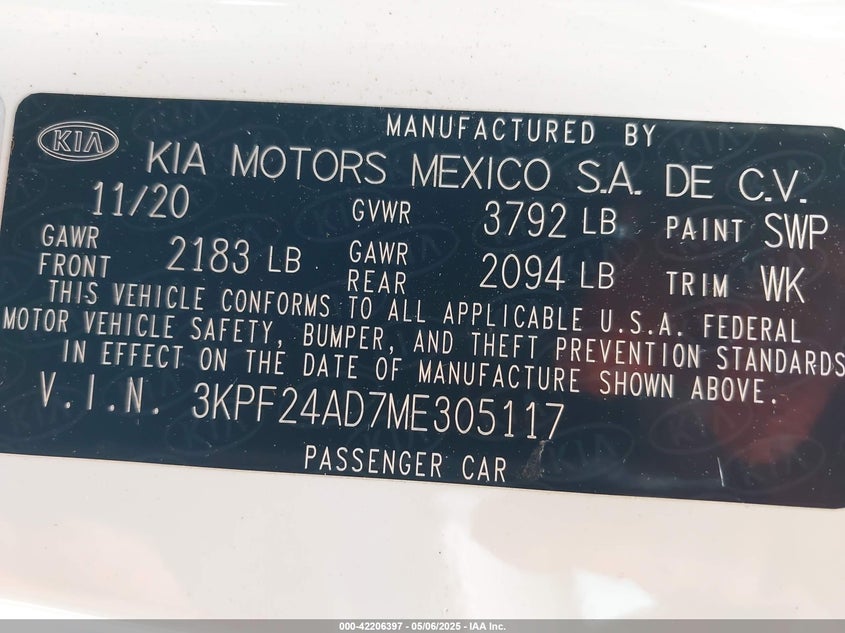 MANUFACTURED BY
KIA KIA MOTORS MEXICO S.A. DE C.V.
11/20 GVWR 3792 LB PAINT SWP
GAWR FRONT 2183 LB GAWR REAR 2094 LB TRIM WK
THIS VEHICLE CONFORMS TO ALL APPLICABLE U.S.A. FEDERAL
MOTOR VEHICLE SAFETY, BUMPER, AND THEFT PREVENTION STANDARDS
IN EFFECT ON THE DATE OF MANUFACTURE SHOWN ABOVE.
V.I.N. 3KPF24AD7ME305117
PASSENGER CAR
000-42206397 - 05/06/2025 - IAA Inc.